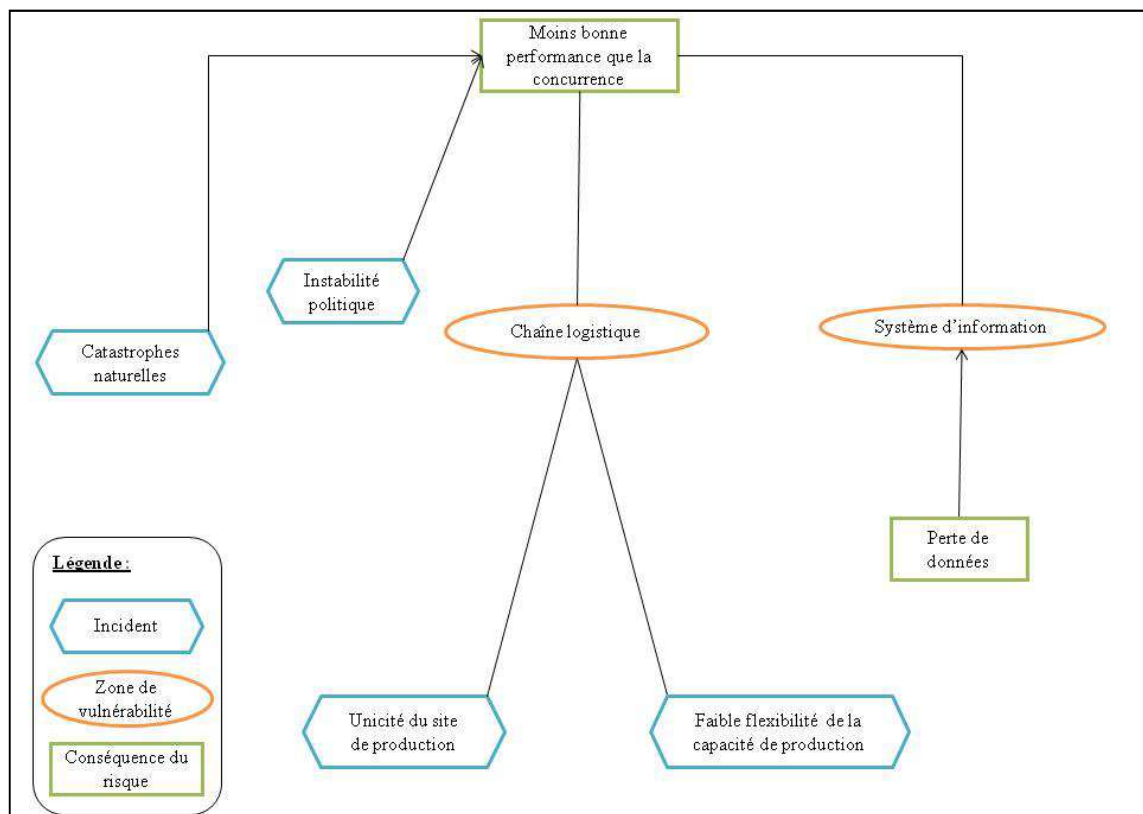 Moins bonne
performance que la
concurrence
Instabilité
politique
Chaîne logistique
Système d'information
Catastrophes
naturelles
Perte de
données
Légende :
Incident
Zone de
vulnérabilité
Conséquence du
risque
Unicité du site
de production
Faible flexibilité de la
capacité de production